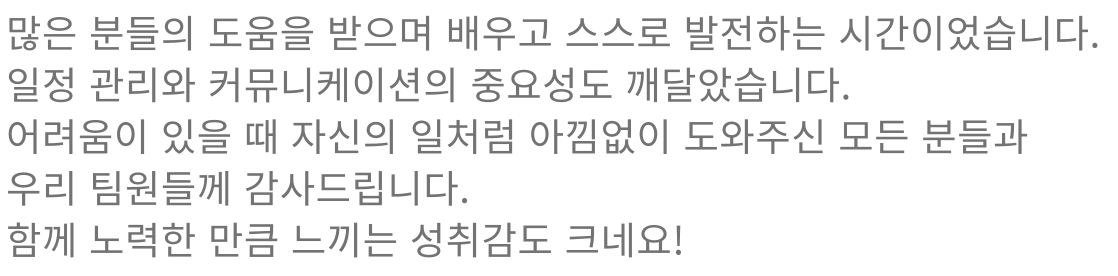 많은 분들의 도움을 받으며 배우고 스스로 발전하는 시간이었습니다.
일정 관리와 커뮤니케이션의 중요성도 깨달았습니다.
어려움이 있을 때 자신의 일처럼 아낌없이 도와주신 모든 분들과
우리 팀원들께 감사드립니다.
함께 노력한 만큼 느끼는 성취감도 크네요!